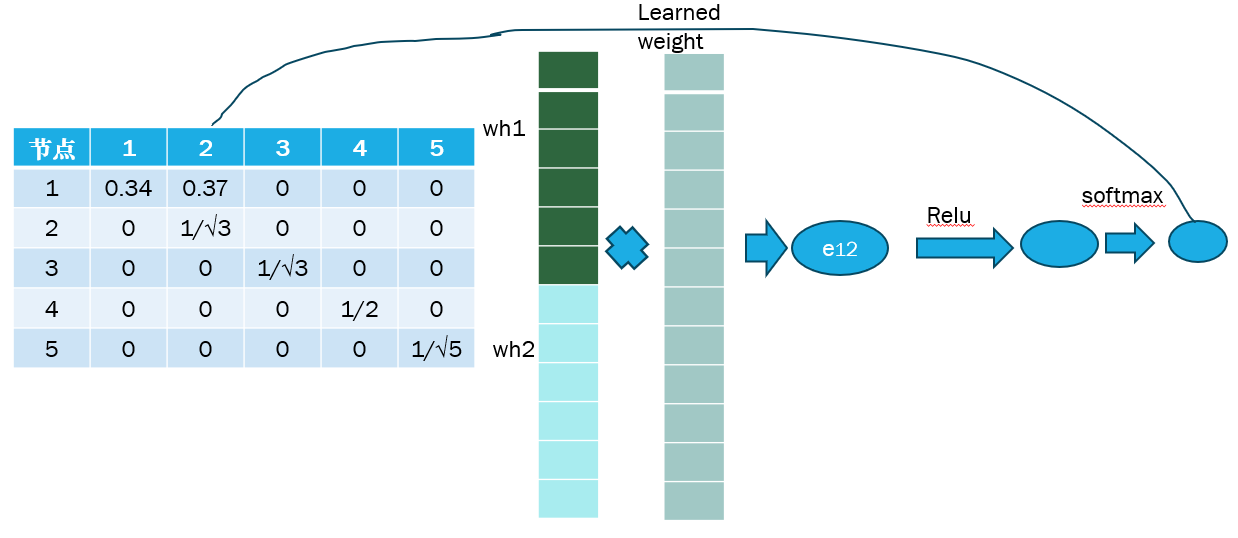 Learned
weight
节点 1 2 3 4 5
1 0.34 0.37 0 0 0
2 0 1/√3 0 0 0
3 0 0 1/√3 0 0
4 0 0 0 1/2 0
5 0 0 0 0 1/√5
wh1
wh2
e12
Relu
softmax